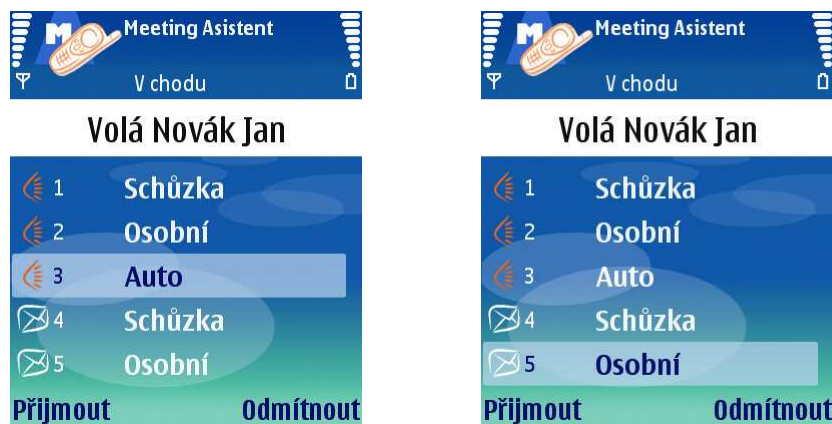 M
Meeting Asistent
V chodu
Volá Novák Jan
1 Schůzka
2 Osobní
3 Auto
4 Schůzka
5 Osobní
Přijmout Odmítnout
M
Meeting Asistent
V chodu
Volá Novák Jan
1 Schůzka
2 Osobní
3 Auto
4 Schůzka
5 Osobní
Přijmout Odmítnout